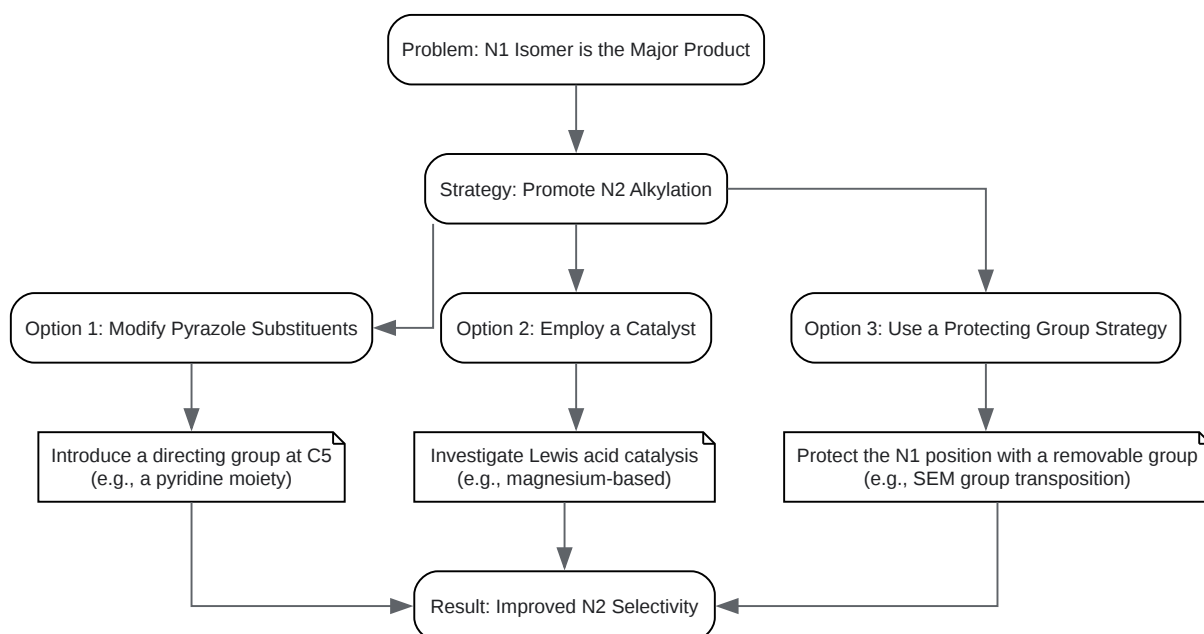 Problem: N1 Isomer is the Major Product
Strategy: Promote N2 Alkylation
Option 1: Modify Pyrazole Substituents
Option 2: Employ a Catalyst
Option 3: Use a Protecting Group Strategy
Introduce a directing group at C5
(e.g., a pyridine moiety)
Investigate Lewis acid catalysis
(e.g., magnesium-based)
Protect the N1 position with a removable group
(e.g., SEM group transposition)
Result: Improved N2 Selectivity